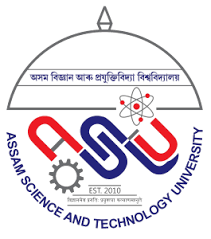 অসম বিজ্ঞান আৰু প্ৰযুক্তিবিদ্যা বিশ্ববিদ্যালয়
ASTU
EST. 2010
ASSAM SCIENCE AND TECHNOLOGY UNIVERSITY